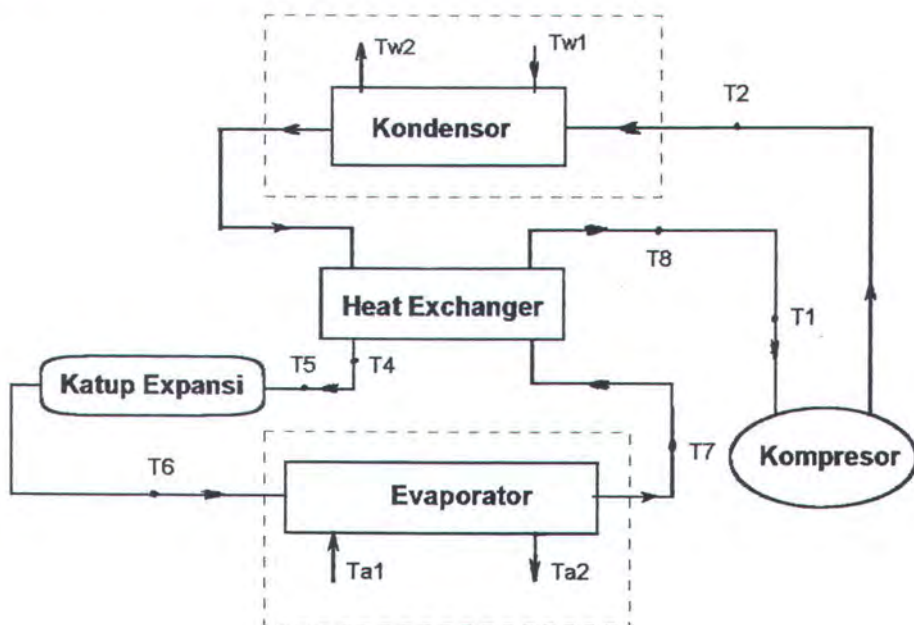 Tw2
Tw1
T2
Kondensor
T8
Heat Exchanger
T1
T5
T4
Katup Expansi
T7
Kompresor
T6
Evaporator
Ta1
Ta2